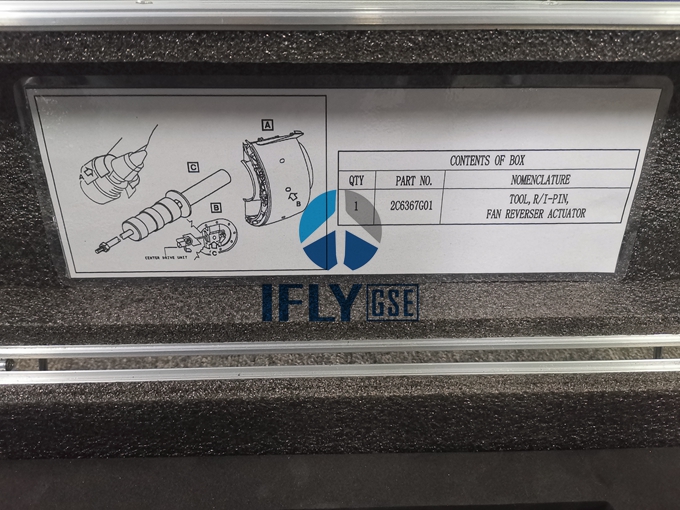 A
C
B
B
A
C
CENTER DRIVE UNIT
CONTENTS OF BOX
QTY PART NO. NOMENCLATURE
1 2C6367G01 TOOL, R/I-PIN,
FAN REVERSER ACTUATOR
IFLY GSE